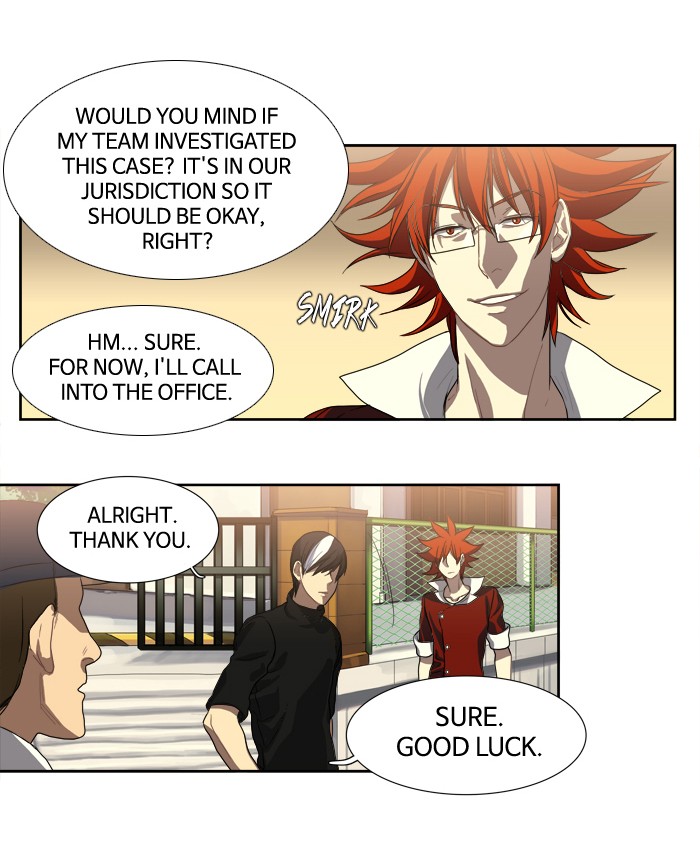 WOULD YOU MIND IF
MY TEAM INVESTIGATED
THIS CASE? IT'S IN OUR
JURISDICTION SO IT
SHOULD BE OKAY,
RIGHT?
SMIRK
HM... SURE.
FOR NOW, I'LL CALL
INTO THE OFFICE.
ALRIGHT.
THANK YOU.
SURE.
GOOD LUCK.